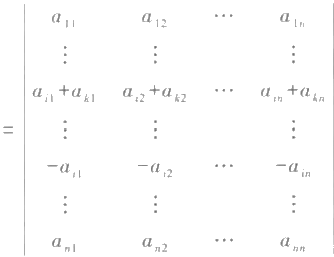 a₁₁ a₁₂ ⋯ a₁ₙ
⋮ ⋮ ⋮
aᵢ₁+aₖ₁ aᵢ₂+aₖ₂ ⋯ aᵢₙ+aₖₙ
= ⋮ ⋮ ⋮
−aᵢ₁ −aᵢ₂ ⋯ −aᵢₙ
⋮ ⋮ ⋮
aₙ₁ aₙ₂ ⋯ aₙₙ